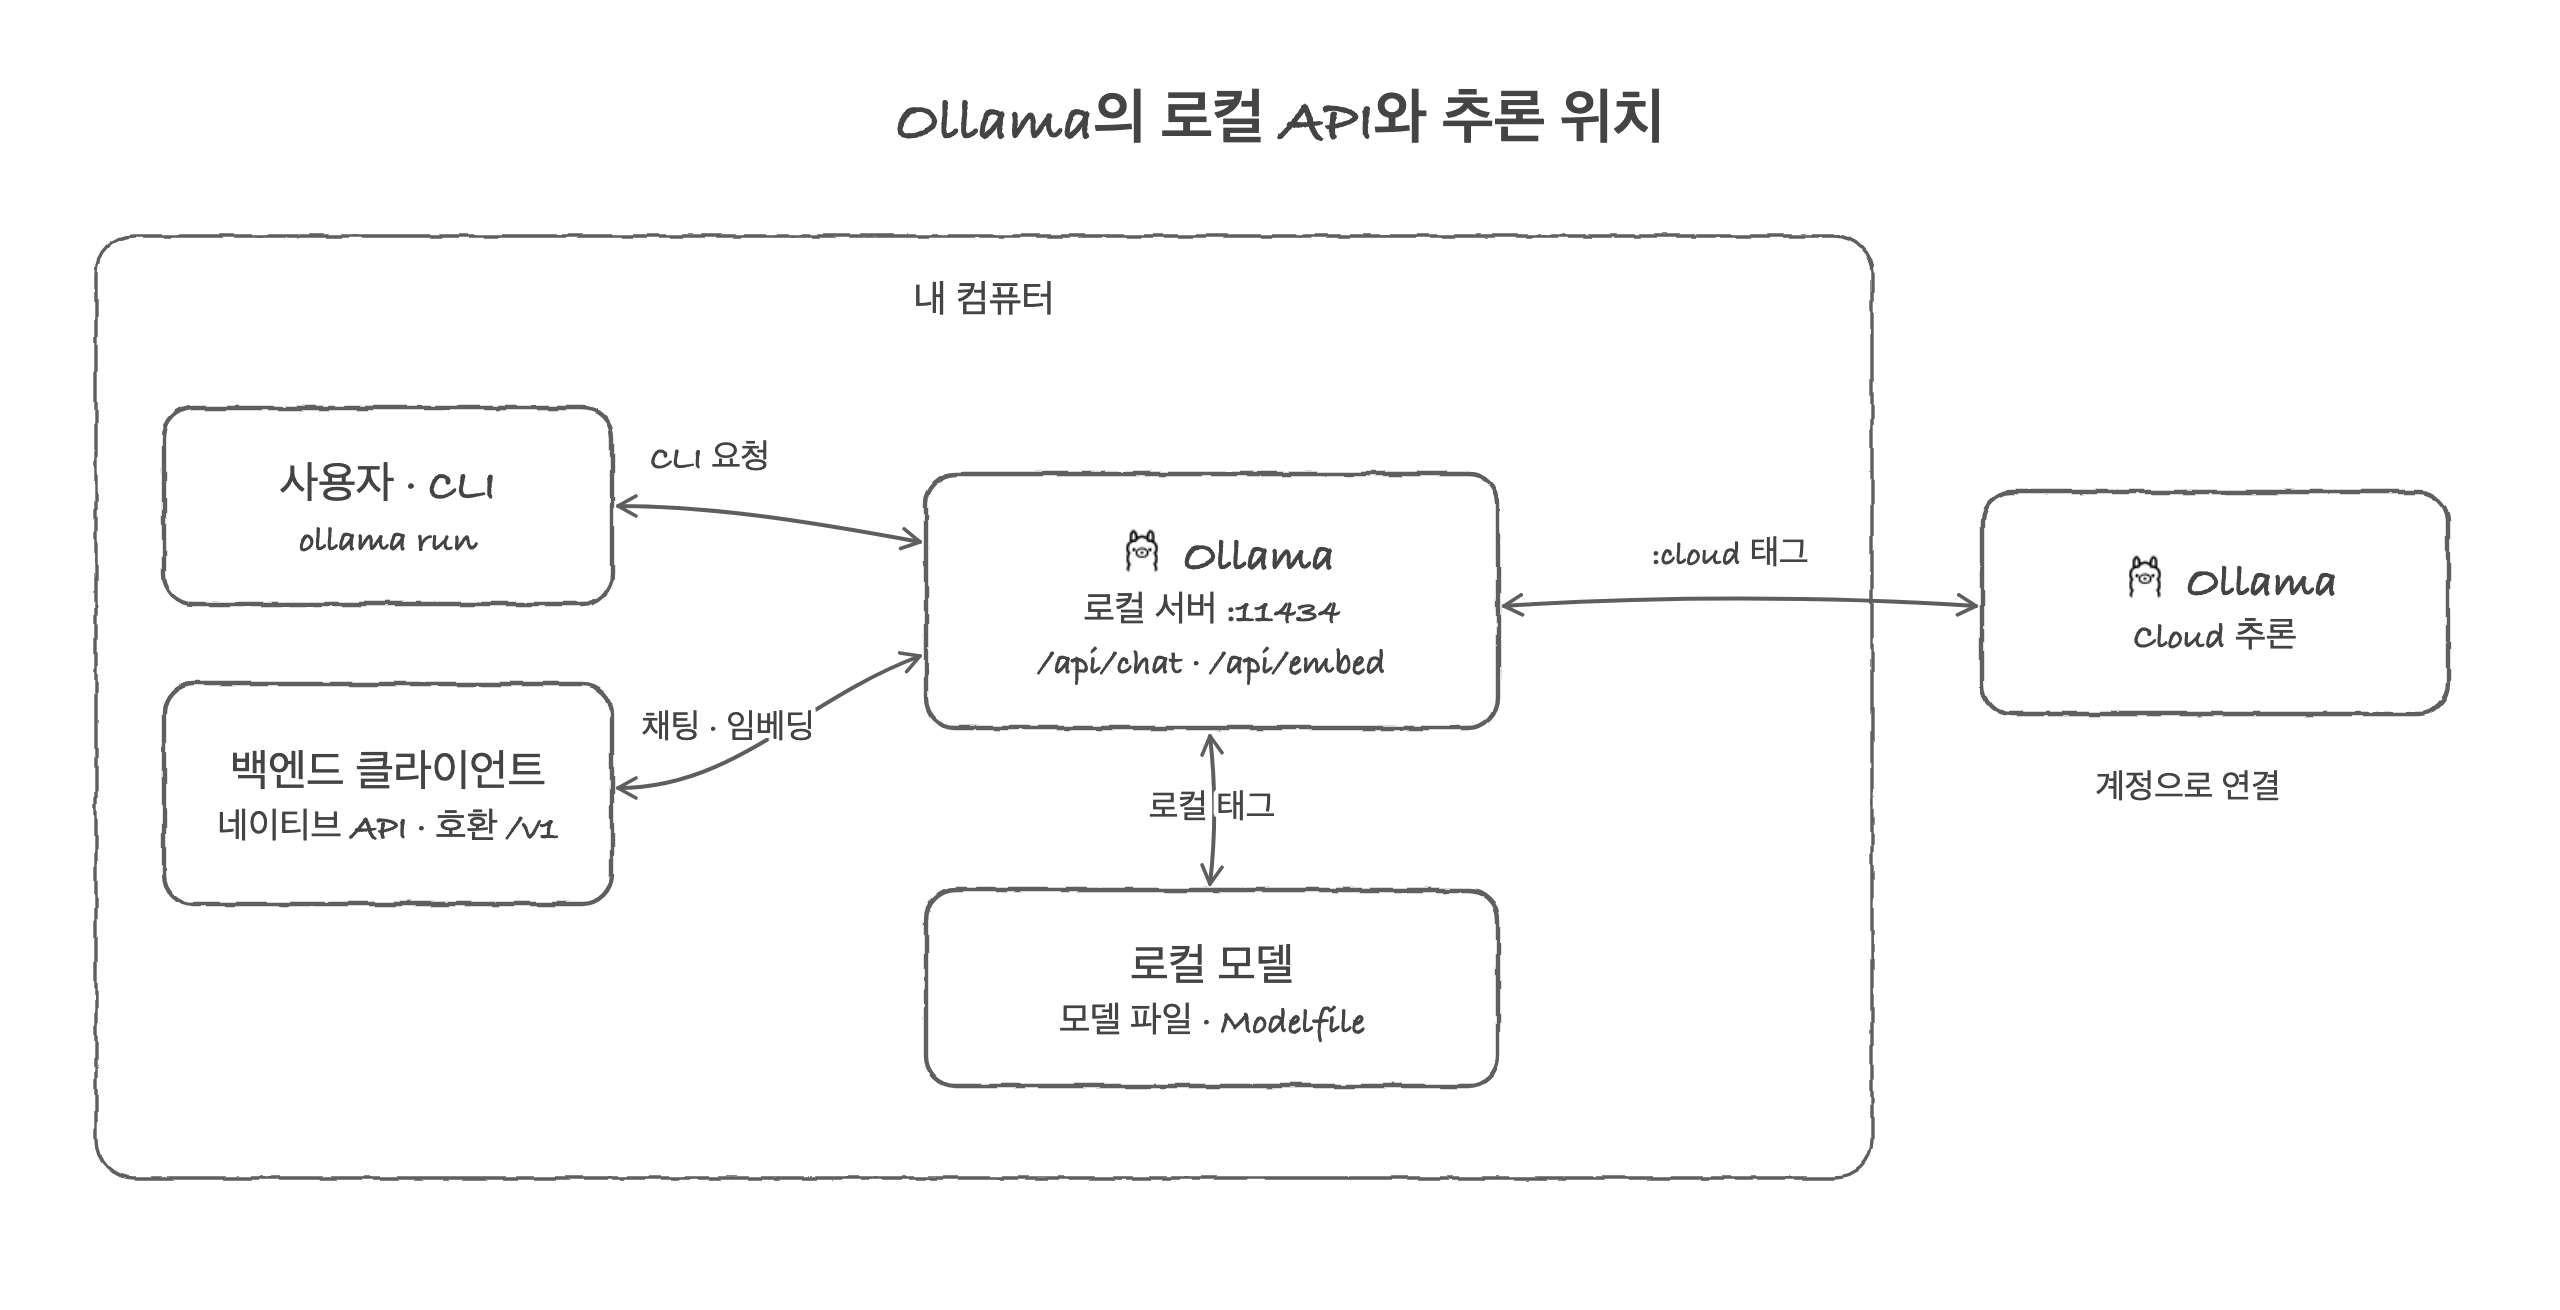 Ollama의 로컬 API와 추론 위치
내 컴퓨터
사용자 · CLI
ollama run
CLI 요청
Ollama
로컬 서버 :11434
/api/chat · /api/embed
:cloud 태그
Ollama
Cloud 추론
계정으로 연결
백엔드 클라이언트
네이티브 API · 호환 /v1
채팅 · 임베딩
로컬 태그
로컬 모델
모델 파일 · Modelfile